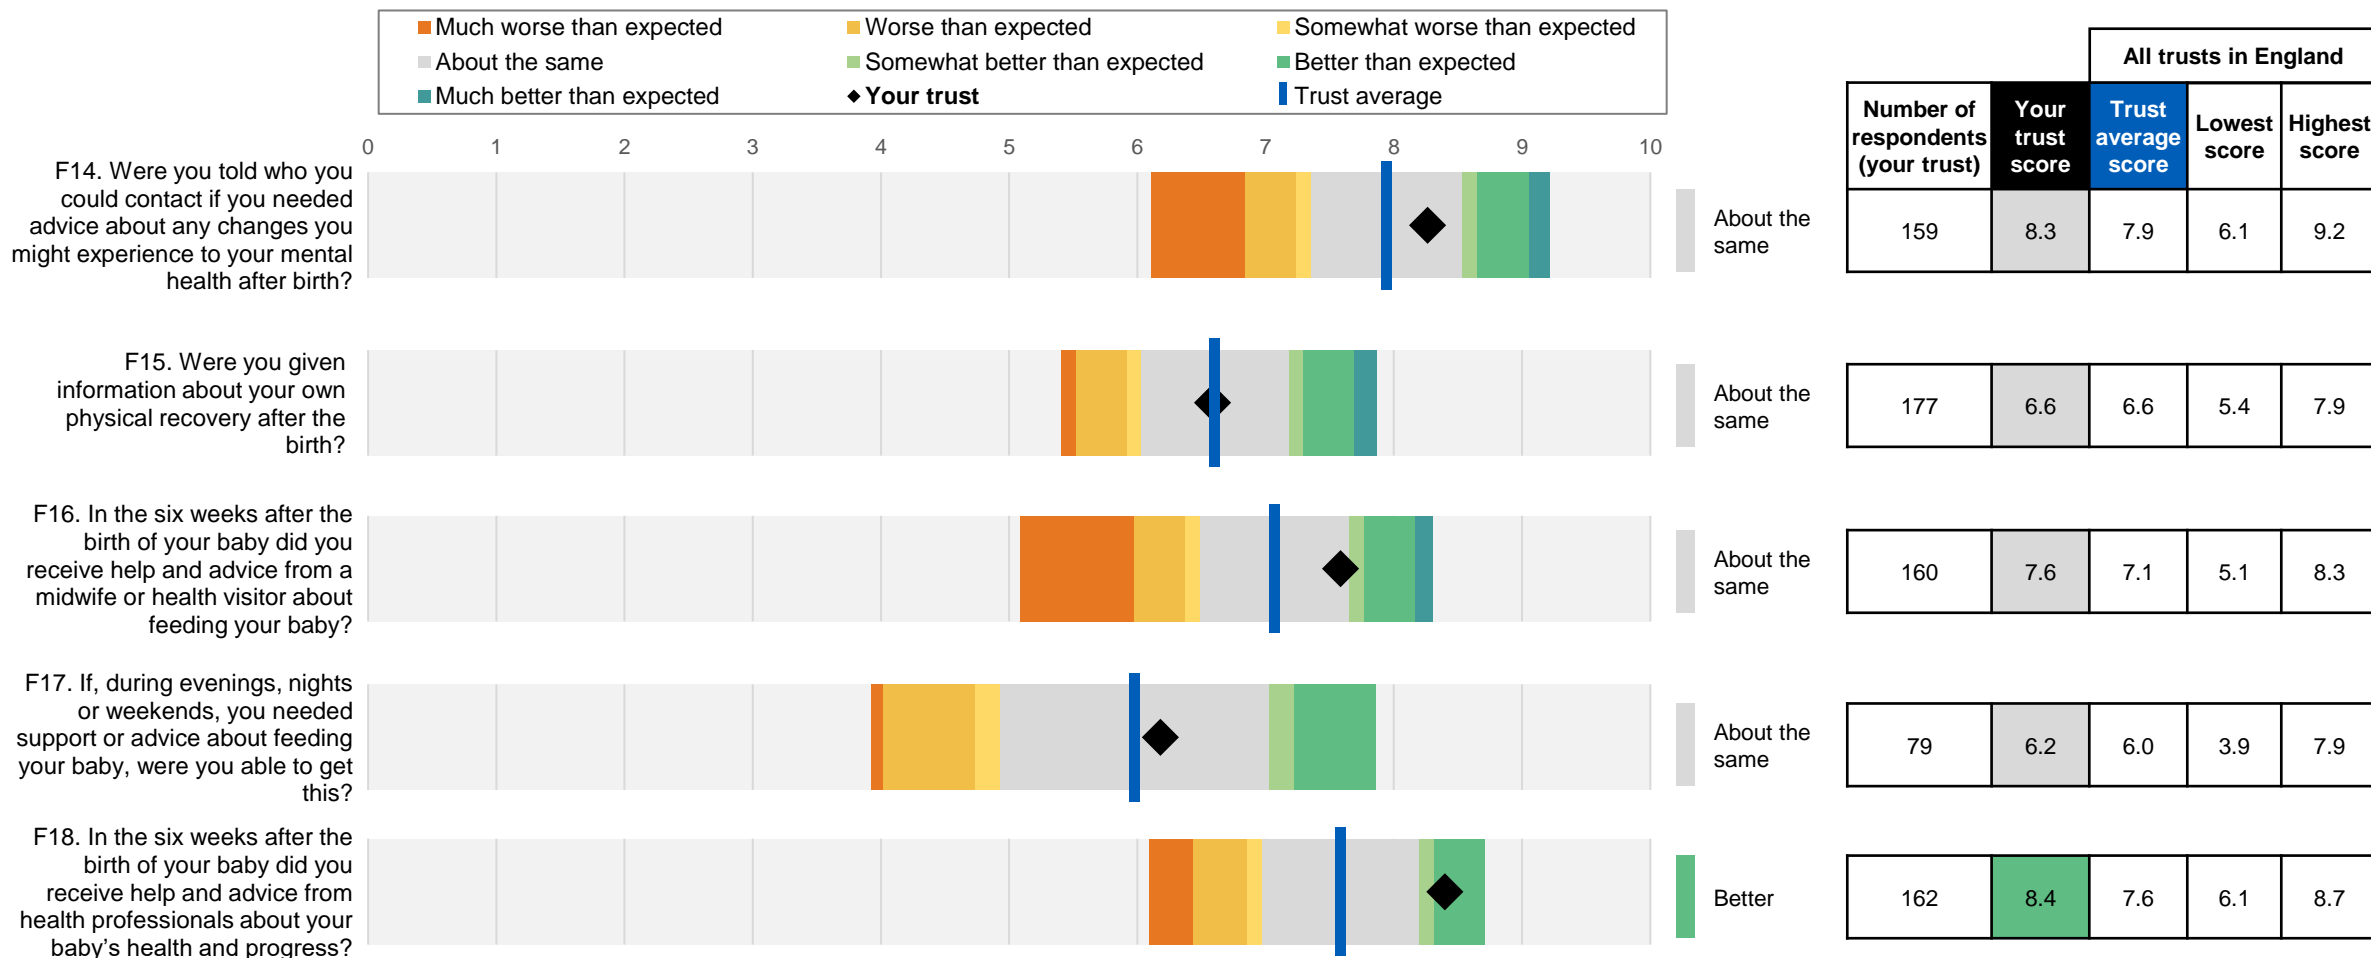 Much worse than expected
Worse than expected
Somewhat worse than expected
About the same
Somewhat better than expected
Better than expected
Much better than expected
Your trust
Trust average
All trusts in England
Number of
respondents
(your trust)
Your
trust
score
Trust
average
score
Lowest
score
Highest
score
0 1 2 3 4 5 6 7 8 9 10
F14. Were you told who you
could contact if you needed
advice about any changes you
might experience to your mental
health after birth?
About the
same
159 8.3 7.9 6.1 9.2
F15. Were you given
information about your own
physical recovery after the
birth?
About the
same
177 6.6 6.6 5.4 7.9
F16. In the six weeks after the
birth of your baby did you
receive help and advice from a
midwife or health visitor about
feeding your baby?
About the
same
160 7.6 7.1 5.1 8.3
F17. If, during evenings, nights
or weekends, you needed
support or advice about feeding
your baby, were you able to get
this?
About the
same
79 6.2 6.0 3.9 7.9
F18. In the six weeks after the
birth of your baby did you
receive help and advice from
health professionals about your
baby’s health and progress?
Better
162 8.4 7.6 6.1 8.7